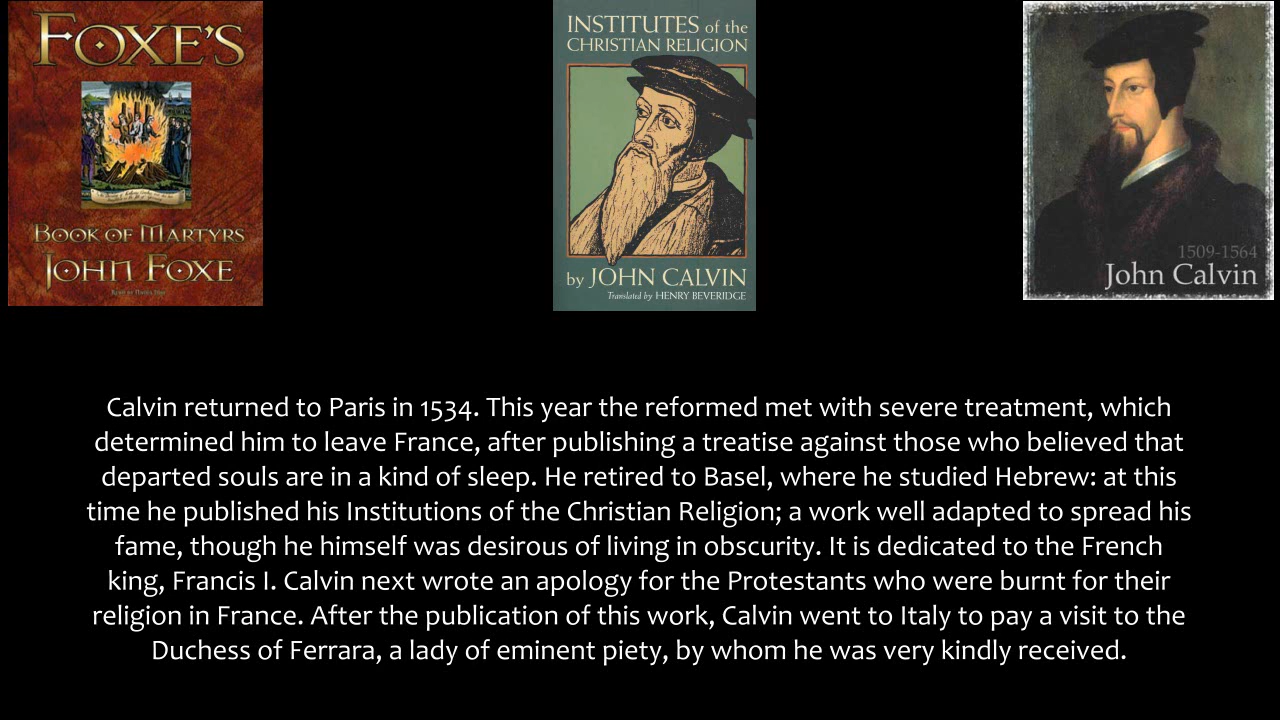 FOXE'S
BOOK OF MARTYRS
JOHN FOXE
INSTITUTES of the
CHRISTIAN RELIGION
by JOHN CALVIN
Translated by HENRY BEVERIDGE
1509-1564
John Calvin
Calvin returned to Paris in 1534. This year the reformed met with severe treatment, which
determined him to leave France, after publishing a treatise against those who believed that
departed souls are in a kind of sleep. He retired to Basel, where he studied Hebrew: at this
time he published his Institutions of the Christian Religion; a work well adapted to spread his
fame, though he himself was desirous of living in obscurity. It is dedicated to the French
king, Francis I. Calvin next wrote an apology for the Protestants who were burnt for their
religion in France. After the publication of this work, Calvin went to Italy to pay a visit to the
Duchess of Ferrara, a lady of eminent piety, by whom he was very kindly received.